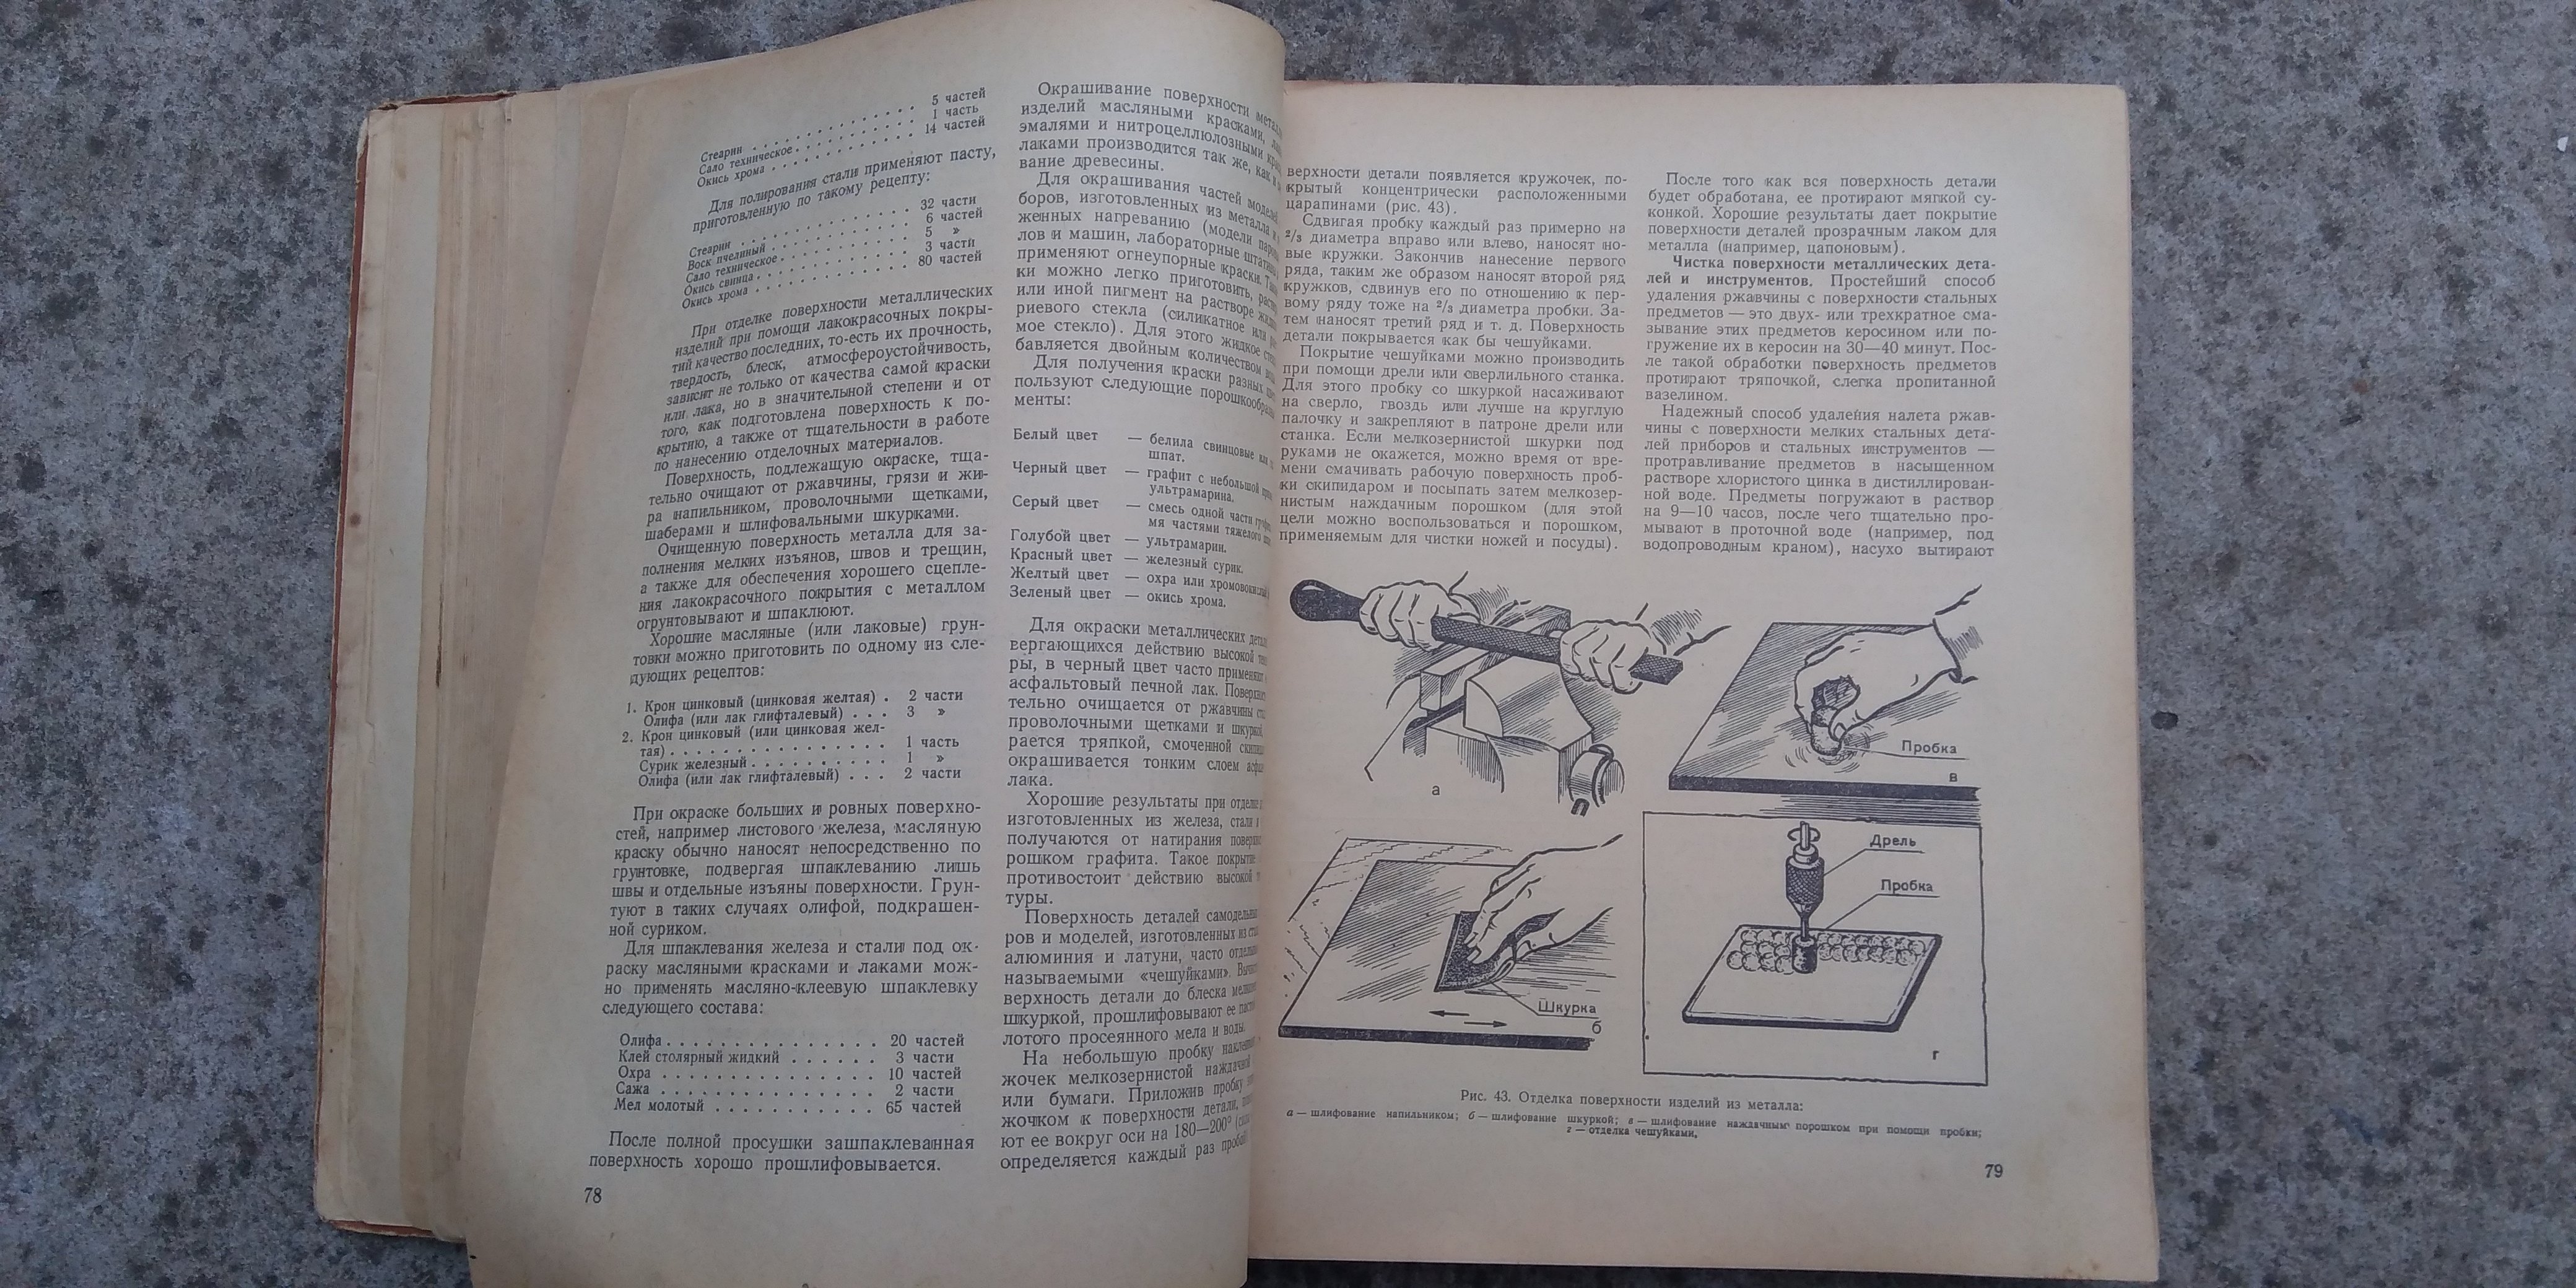 Стеарин . . . . . . . . . . . . 5 частей
Сало техническое . . . . . . . . . 1 часть
Окись хрома . . . . . . . . . . . 14 частей
Для полирования стали применяют пасту,
приготовленную по такому рецепту:
Стеарин . . . . . . . . . . . . 32 части
Воск пчелиный . . . . . . . . . . 6 частей
Сало техническое . . . . . . . . . 5 »
Окись свинца . . . . . . . . . . . 3 части
Окись хрома . . . . . . . . . . . 80 частей
При отделке поверхности металлических
изделий при помощи лакокрасочных покры-
тий качество последних, то-есть их прочность,
твердость, блеск, атмосфероустойчивость,
зависит не только от качества самой краски
или лака, но в значительной степени и от
того, как подготовлена поверхность к по-
крытию, а также от тщательности в работе
по нанесению отделочных материалов.
Поверхность, подлежащую окраске, тща-
тельно очищают от ржавчины, грязи и жи-
ра напильником, проволочными щетками,
шаберами и шлифовальными шкурками.
Очищенную поверхность металла для за-
полнения мелких изъянов, швов и трещин,
а также для обеспечения хорошего сцепле-
ния лакокрасочного покрытия с металлом
огрунтовывают и шпаклюют.
Хорошие масляные (или лаковые) грун-
товки можно приготовить по одному из сле-
дующих рецептов:
1. Крон цинковый (цинковая желтая) . 2 части
Олифа (или лак глифталевый) . . . 3 »
2. Крон цинковый (или цинковая жел-
тая) . . . . . . . . . . . . . . . 1 часть
Сурик железный . . . . . . . . . . 1 »
Олифа (или лак глифталевый) . . . 2 части
При окраске больших и ровных поверхно-
стей, например листового железа, масляную
краску обычно наносят непосредственно по
грунтовке, подвергая шпаклеванию лишь
швы и отдельные изъяны поверхности. Грун-
туют в таких случаях олифой, подкрашен-
ной суриком.
Для шпаклевания железа и стали под ок-
раску масляными красками и лаками мож-
но применять масляно-клеевую шпаклевку
следующего состава:
Олифа . . . . . . . . . . . . . . . 20 частей
Клей столярный жидкий . . . . . . 3 части
Охра . . . . . . . . . . . . . . . 10 частей
Сажа . . . . . . . . . . . . . . . 2 части
Мел молотый . . . . . . . . . . . 65 частей
После полной просушки зашпаклеванная
поверхность хорошо прошлифовывается.
78
Окрашивание поверхности
изделий масляными красками,
эмалями и нитроцеллюлозными
лаками производится так же, как и
вание древесины.
Для окрашивания частей
боров, изготовленных из металла и
женных нагреванию (модели
лов и машин, лабораторные
применяют огнеупорные краски.
ки можно легко приготовить,
или иной пигмент на растворе
риевого стекла (силикатное или
мое стекло). Для этого жидкое
бавляется двойным количеством
Для получения краски разных
пользуют следующие
менты:
Белый цвет — белила свинцовые
шпат.
Черный цвет — графит с небольшой
ультрамарина.
Серый цвет — смесь одной части
мя частями тяжелого
Голубой цвет — ультрамарин.
Красный цвет — железный сурик.
Желтый цвет — охра или
Зеленый цвет — окись хрома.
Для окраски металлических
вергающихся действию высокой
ры, в черный цвет часто применяют
асфальтовый печной лак.
тельно очищается от ржавчины
проволочными щетками и
рается тряпкой, смоченной
окрашивается тонким слоем
лака.
Хорошие результаты при отделке
изготовленных из железа, стали и
получаются от натирания
рошком графита. Такое покрытие
противостоит действию высокой
туры.
Поверхность деталей
ров и моделей, изготовленных из
алюминия и латуни, часто
называемыми «чешуйками».
верхность детали до блеска
шкуркой, прошлифовывают ее
лотого просеянного мела и воды.
На небольшую пробку
жочек мелкозернистой наждачной
или бумаги. Приложив пробку
жочком к поверхности детали,
ют ее вокруг оси на 180—200°
определяется каждый раз
верхности детали появляется кружочек, по-
крытый концентрически расположенными
царапинами (рис. 43).
Сдвигая пробку каждый раз примерно на
²/₃ диаметра вправо или влево, наносят но-
вые кружки. Закончив нанесение первого
ряда, таким же образом наносят второй ряд
кружков, сдвинув его по отношению к пер-
вому ряду тоже на ²/₃ диаметра пробки. За-
тем наносят третий ряд и т. д. Поверхность
детали покрывается как бы чешуйками.
Покрытие чешуйками можно производить
при помощи дрели или сверлильного станка.
Для этого пробку со шкуркой насаживают
на сверло, гвоздь или лучше на круглую
палочку и закрепляют в патроне дрели или
станка. Если мелкозернистой шкурки под
руками не окажется, можно время от вре-
мени смачивать рабочую поверхность проб-
ки скипидаром и посыпать затем мелкозер-
нистым наждачным порошком (для этой
цели можно воспользоваться и порошком,
применяемым для чистки ножей и посуды).
После того как вся поверхность детали
будет обработана, ее протирают мягкой су-
конкой. Хорошие результаты дает покрытие
поверхности деталей прозрачным лаком для
металла (например, цапоновым).
Чистка поверхности металлических дета-
лей и инструментов. Простейший способ
удаления ржавчины с поверхности стальных
предметов — это двух- или трехкратное сма-
зывание этих предметов керосином или по-
гружение их в керосин на 30—40 минут. Пос-
ле такой обработки поверхность предметов
протирают тряпочкой, слегка пропитанной
вазелином.
Надежный способ удаления налета ржав-
чины с поверхности мелких стальных дета-
лей приборов и стальных инструментов —
протравливание предметов в насыщенном
растворе хлористого цинка в дистиллирован-
ной воде. Предметы погружают в раствор
на 9—10 часов, после чего тщательно про-
мывают в проточной воде (например, под
водопроводным краном), насухо вытирают
а
Пробка
в
Шкурка
б
Дрель
Пробка
г
Рис. 43. Отделка поверхности изделий из металла:
а — шлифование напильником; б — шлифование шкуркой; в — шлифование наждачным порошком при помощи пробки;
г — отделка чешуйками.
79